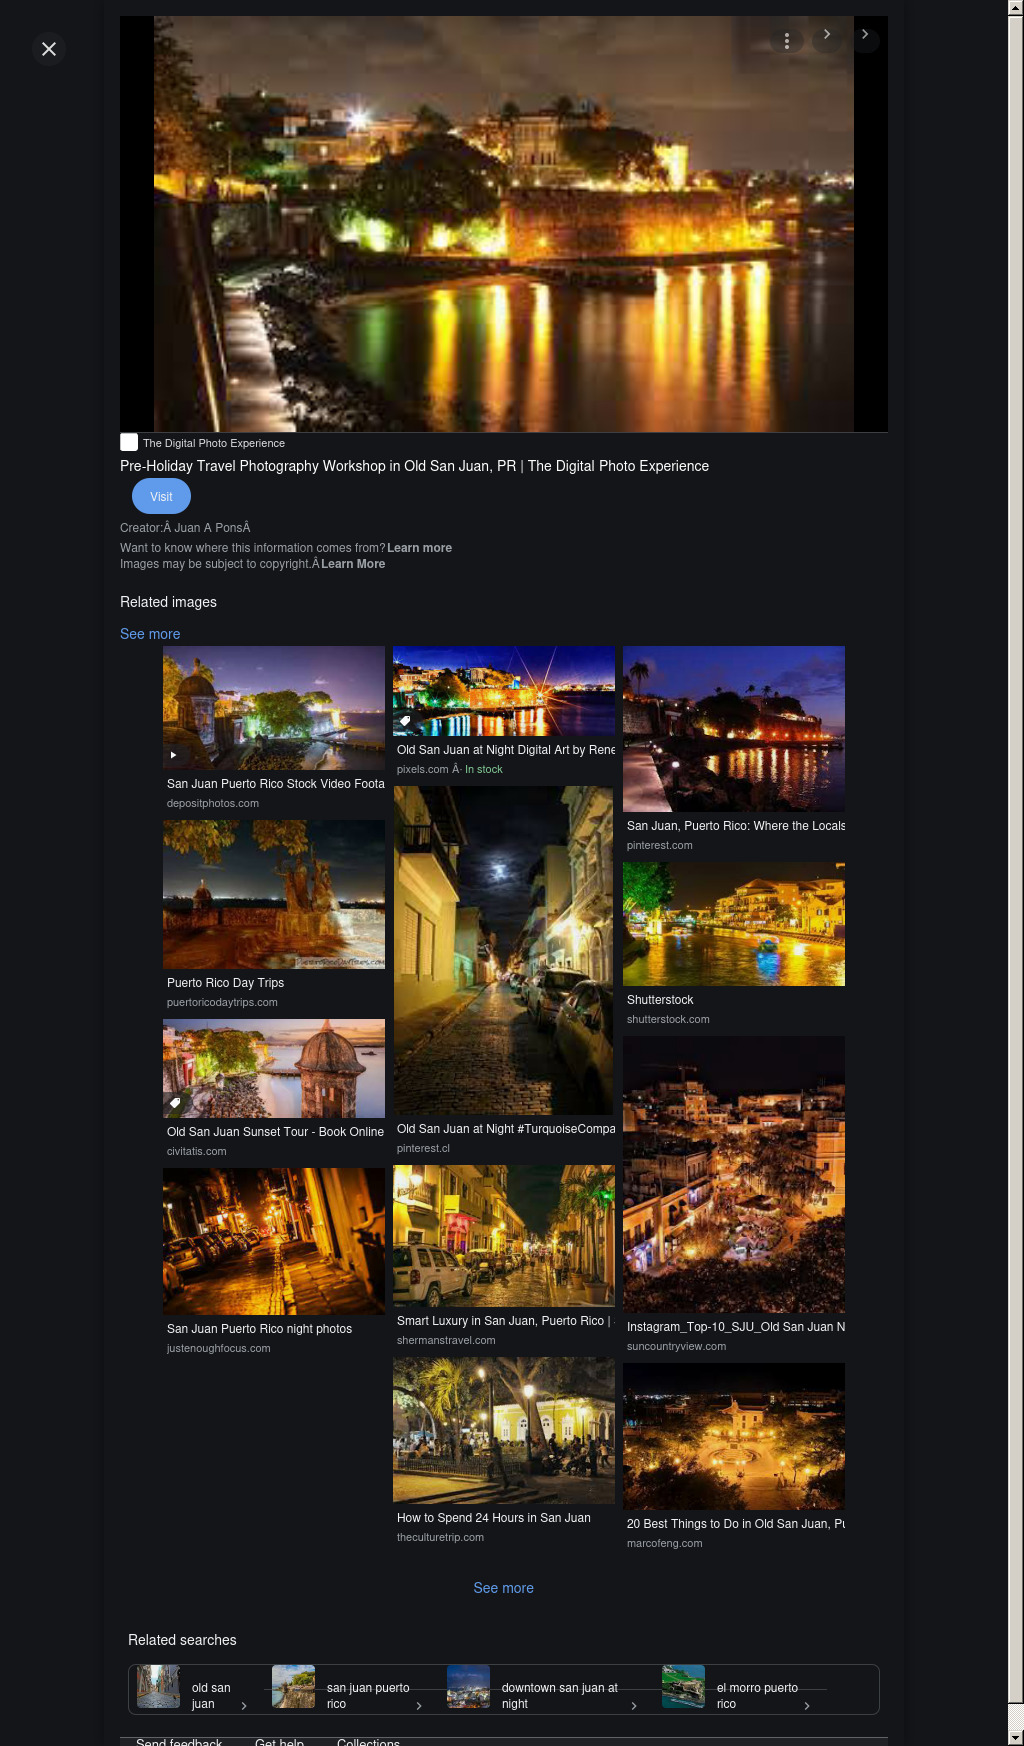 The Digital Photo Experience
Pre-Holiday Travel Photography Workshop in Old San Juan, PR | The Digital Photo Experience
Visit
Creator:Â Juan A PonsÂ
Want to know where this information comes from? Learn more
Images may be subject to copyright.Â Learn More
Related images
See more
San Juan Puerto Rico Stock Video Foota
depositphotos.com
PuertoRicoDayTrips.com
Puerto Rico Day Trips
puertoricodaytrips.com
Old San Juan Sunset Tour - Book Online
civitatis.com
San Juan Puerto Rico night photos
justenoughfocus.com
Old San Juan at Night Digital Art by Rene
pixels.com Â· In stock
Old San Juan at Night #TurquoiseCompa
pinterest.cl
Smart Luxury in San Juan, Puerto Rico |
shermanstravel.com
How to Spend 24 Hours in San Juan
theculturetrip.com
San Juan, Puerto Rico: Where the Locals
pinterest.com
Shutterstock
shutterstock.com
Instagram_Top-10_SJU_Old San Juan N
suncountryview.com
20 Best Things to Do in Old San Juan, Pu
marcofeng.com
See more
Related searches
old san
juan
san juan puerto
rico
downtown san juan at
night
el morro puerto
rico
Send feedback Get help Collections